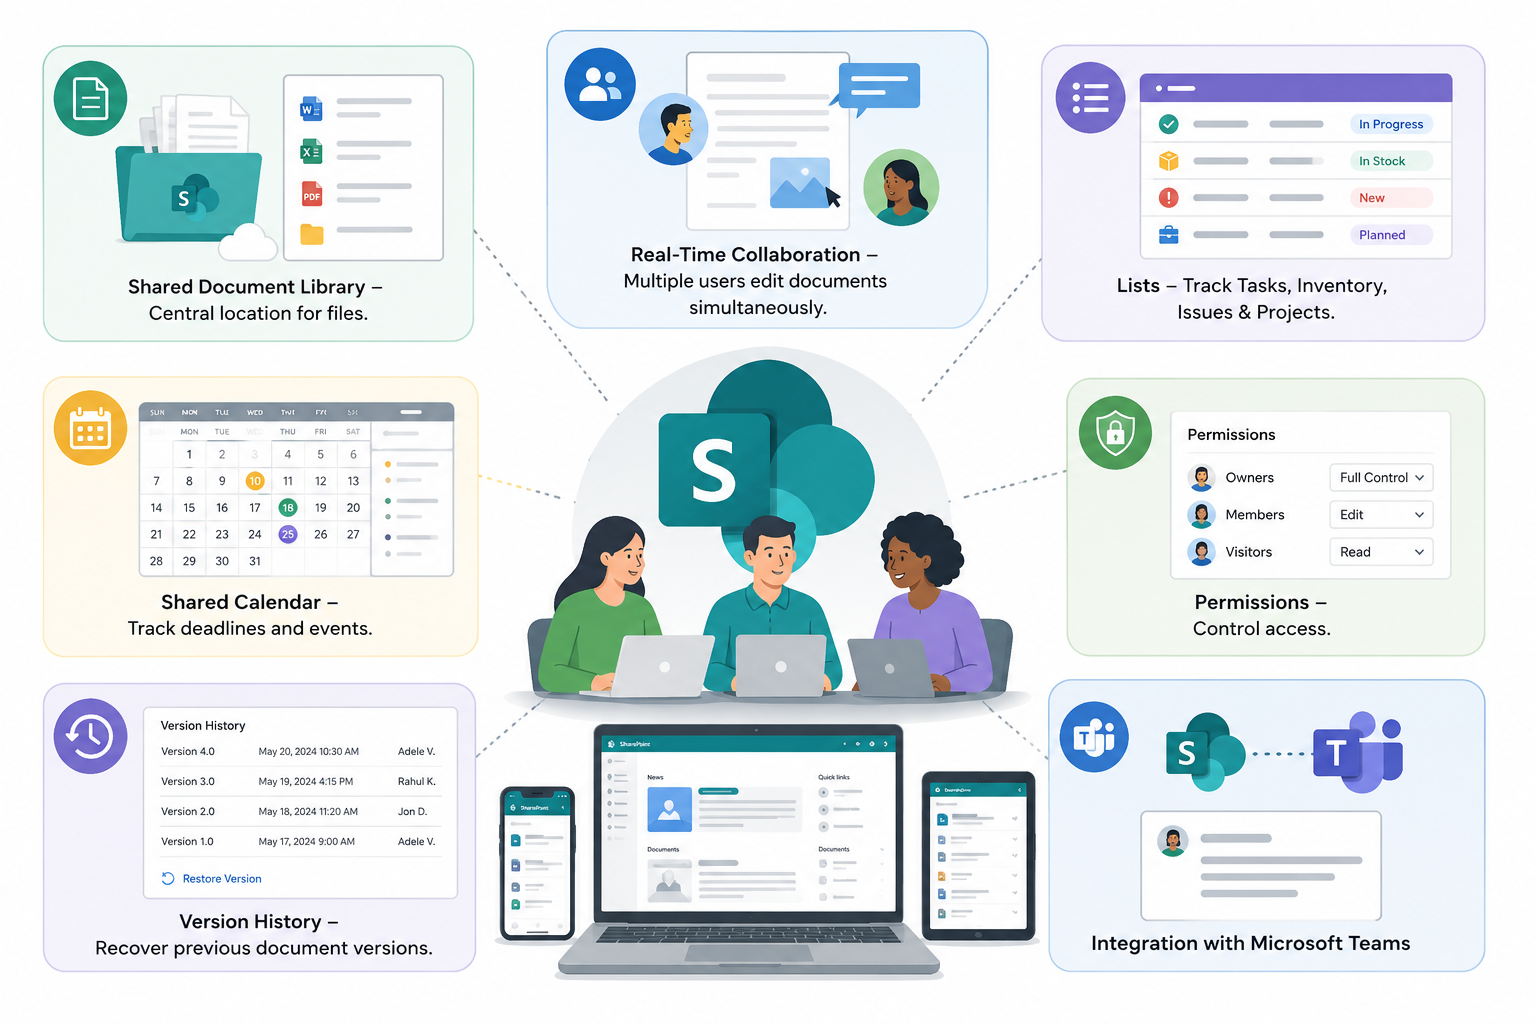 W
X
PDF
S
Shared Document Library –
Central location for files.
Real-Time Collaboration –
Multiple users edit documents
simultaneously.
In Progress
In Stock
New
Planned
Lists – Track Tasks, Inventory,
Issues & Projects.
SUN MON TUE WED THU FRI
MON TUE WED THU FRI SAT
1 2 3 4 5 6
7 8 9 10 11 12 13
14 15 16 17 18 19 20
21 22 23 24 25 26 27
28 29 30 31
Shared Calendar –
Track deadlines and events.
S
Permissions
Owners Full Control
Members Edit
Visitors Read
Permissions –
Control access.
Version History
Version 4.0 May 20, 2024 10:30 AM Adele V.
Version 3.0 May 19, 2024 4:15 PM Rahul K.
Version 2.0 May 18, 2024 11:20 AM Jon D.
Version 1.0 May 17, 2024 9:00 AM Adele V.
Restore Version
Version History –
Recover previous document versions.
SharePoint
SharePoint
News
Quick links
Documents
Documents
T
S
T
Integration with Microsoft Teams